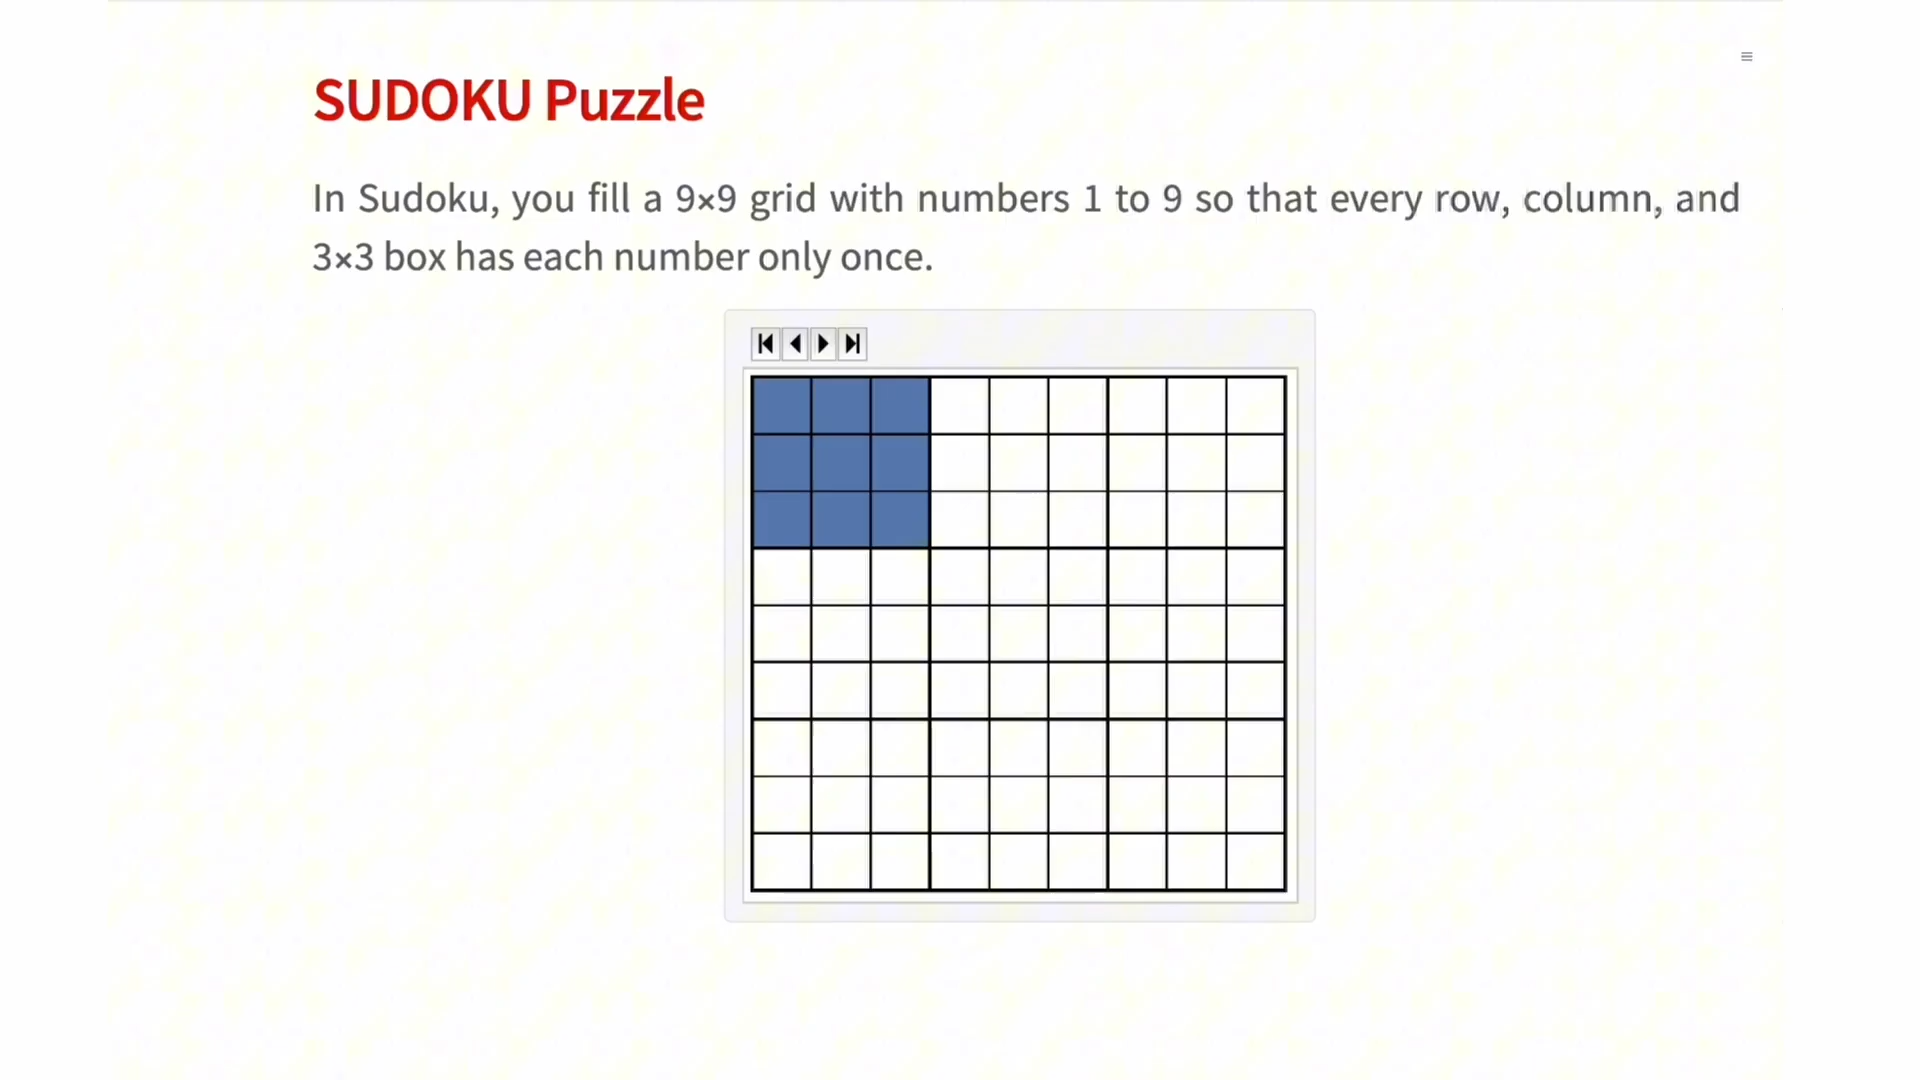 SUDOKU Puzzle
In Sudoku, you fill a 9×9 grid with numbers 1 to 9 so that every row, column, and
3×3 box has each number only once.